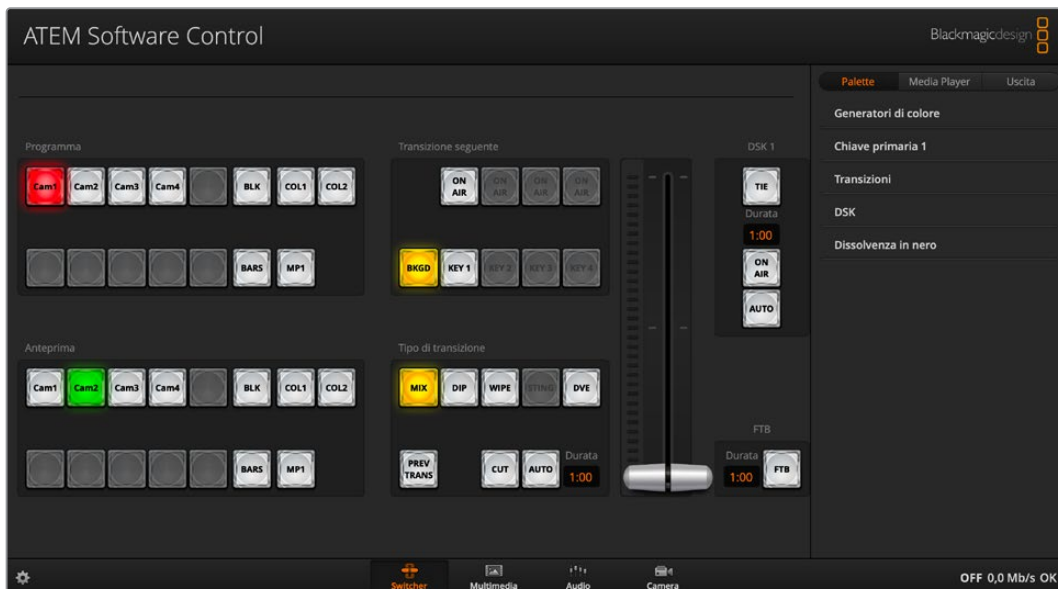 ATEM Software Control
Blackmagicdesign
Palette Media Player Uscita
Generatori di colore
Chiave primaria 1
Transizioni
DSK
Dissolvenza in nero
Programma
Cam1 Cam2 Cam3 Cam4 BLK COL1 COL2
BARS MP1
Transizione seguente
ON AIR ON AIR ON AIR ON AIR
BKGD KEY 1 KEY 2 KEY 3 KEY 4
DSK 1
TIE
Durata
1:00
ON AIR
AUTO
Anteprima
Cam1 Cam2 Cam3 Cam4 BLK COL1 COL2
BARS MP1
Tipo di transizione
MIX DIP WIPE STING DVE
PREV TRANS CUT AUTO
Durata
1:00
FTB
Durata
1:00 FTB
Switcher Multimedia Audio Camera
OFF 0,0 Mb/s OK